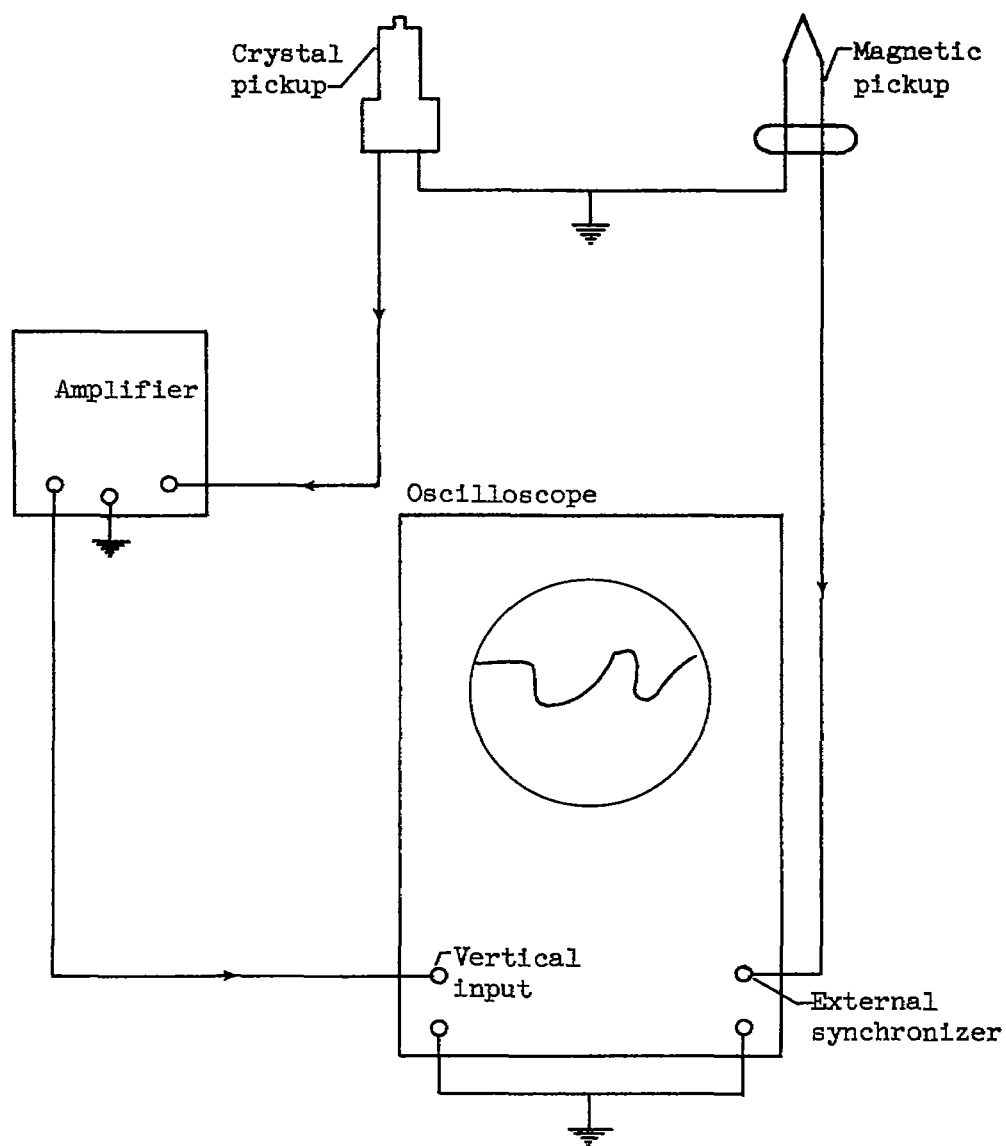 Crystal
pickup
Magnetic
pickup
Amplifier
Oscilloscope
Vertical
input
External
synchronizer